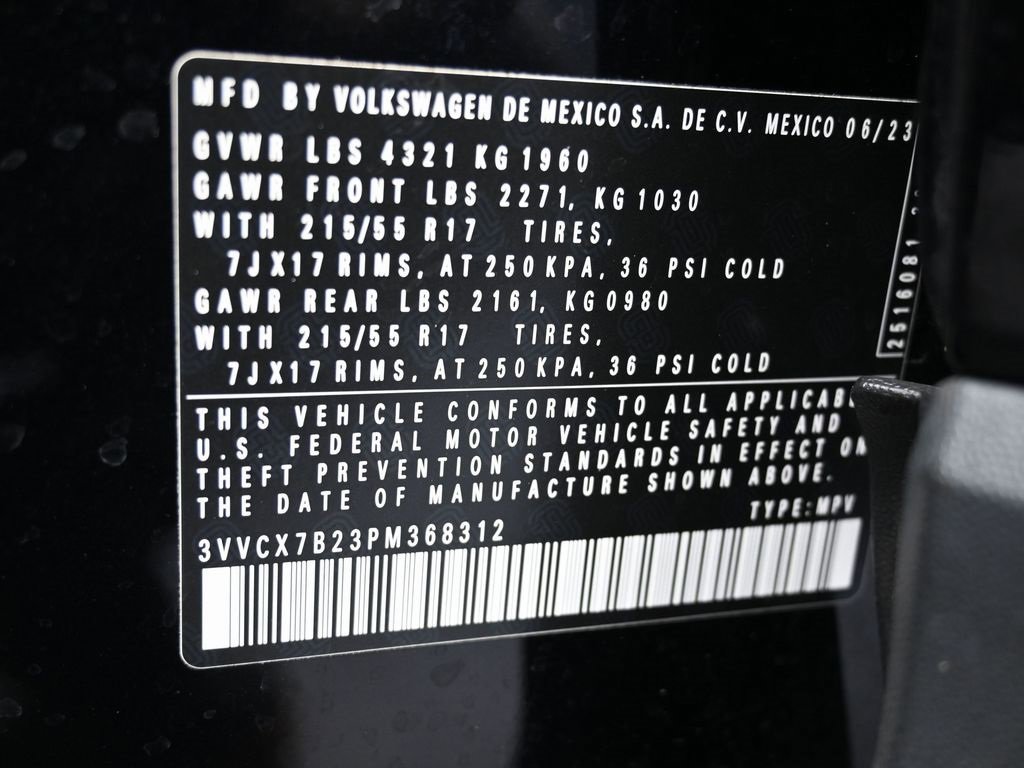 MFD BY VOLKSWAGEN DE MEXICO S.A. DE C.V. MEXICO 06/23
GVWR LBS 4321 KG 1960
GAWR FRONT LBS 2271, KG 1030
WITH 215/55 R17 TIRES,
7JX17 RIMS, AT 250 KPA, 36 PSI COLD
GAWR REAR LBS 2161, KG 0980
WITH 215/55 R17 TIRES,
7JX17 RIMS, AT 250 KPA, 36 PSI COLD
2516081
THIS VEHICLE CONFORMS TO ALL APPLICAB
U.S. FEDERAL MOTOR VEHICLE SAFETY AND
THEFT PREVENTION STANDARDS IN EFFECT ON
THE DATE OF MANUFACTURE SHOWN ABOVE.
TYPE:MPV
3VVCX7B23PM368312